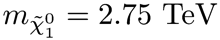 $m_{\tilde{\chi}_1^0} = 2.75$ TeV